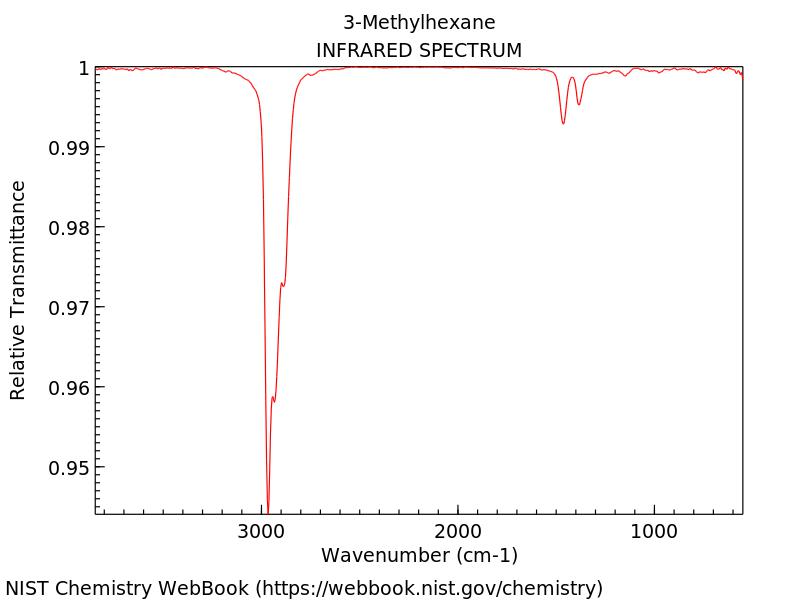 3-Methylhexane
INFRARED SPECTRUM
1
0.99
0.98
0.97
0.96
0.95
Relative Transmittance
3000 2000 1000
Wavenumber (cm-1)
NIST Chemistry WebBook (https://webbook.nist.gov/chemistry)